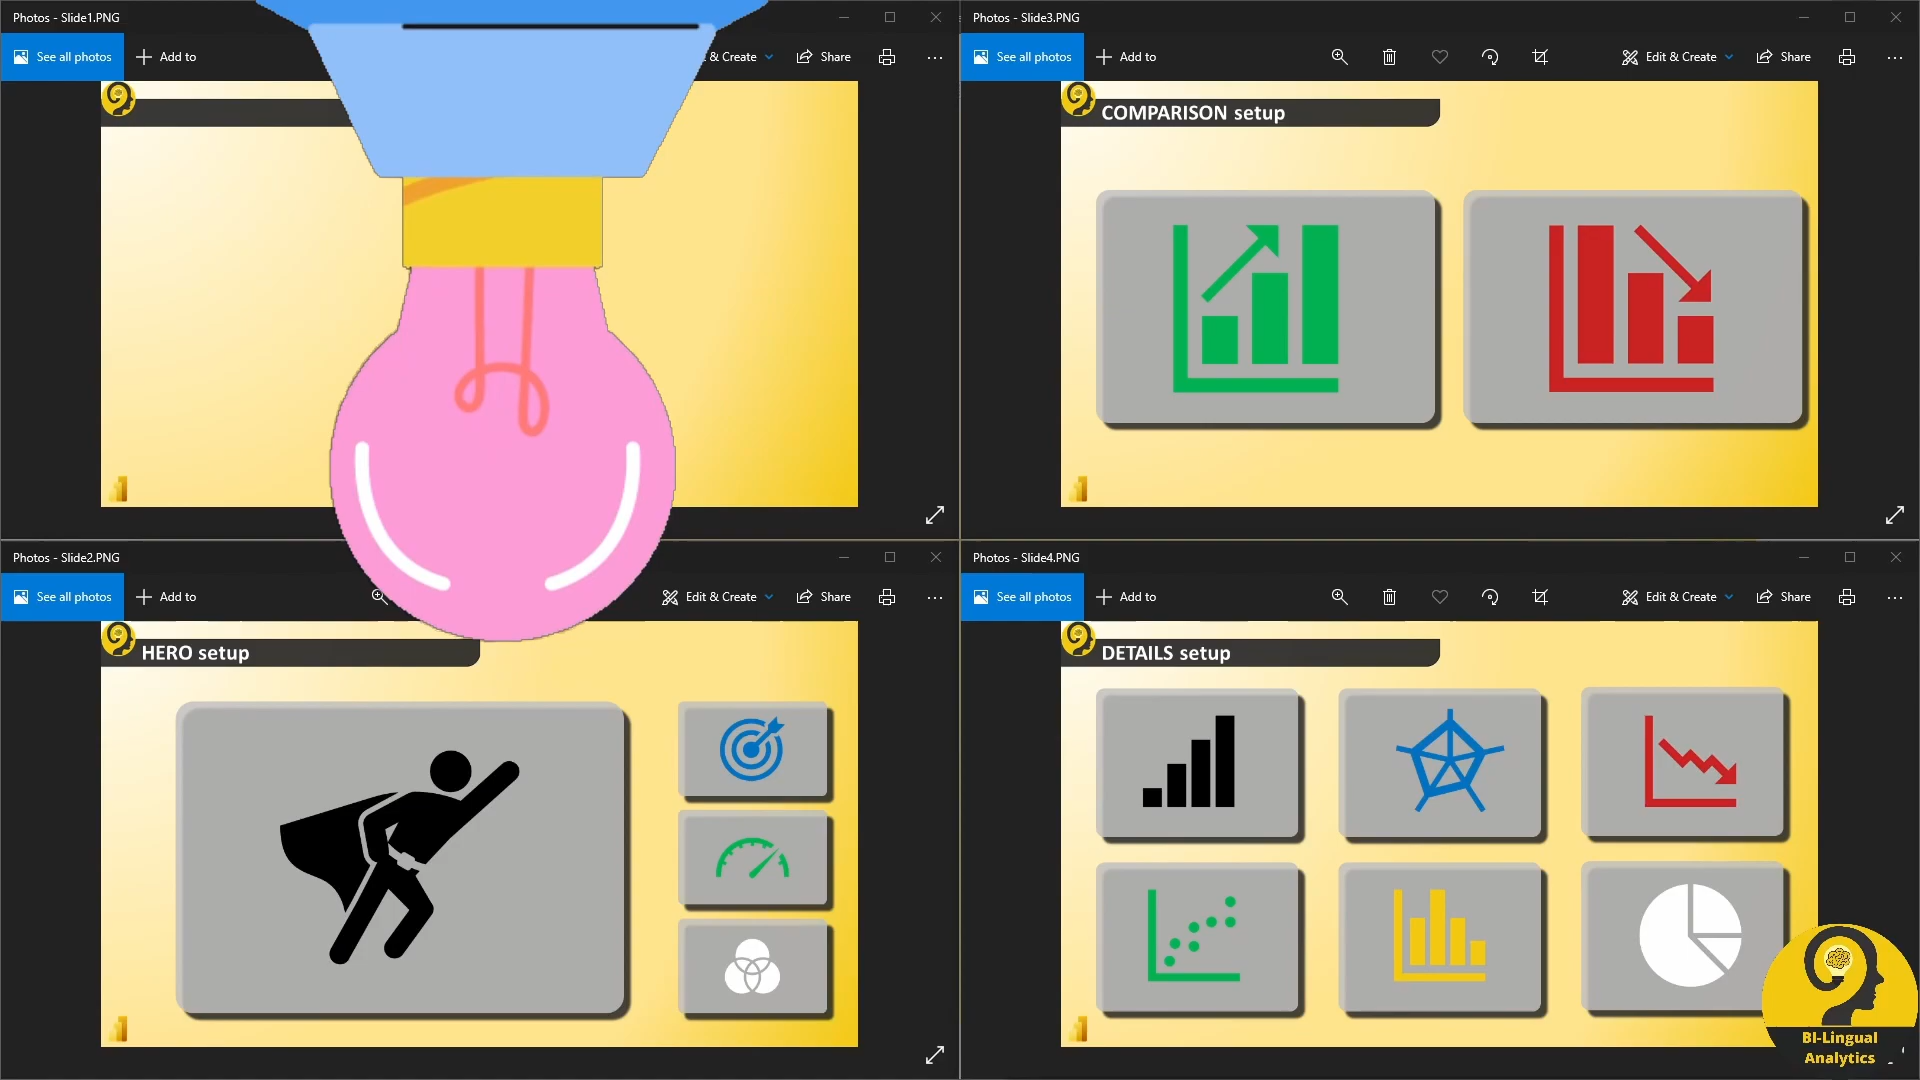 Photos - Slide1.PNG
See all photos
Add to
& Create
Share
Photos - Slide3.PNG
See all photos
Add to
Edit & Create
Share
COMPARISON setup
Photos - Slide2.PNG
See all photos
Add to
Edit & Create
Share
HERO setup
Photos - Slide4.PNG
See all photos
Add to
Edit & Create
Share
DETAILS setup
BI-Lingual
Analytics